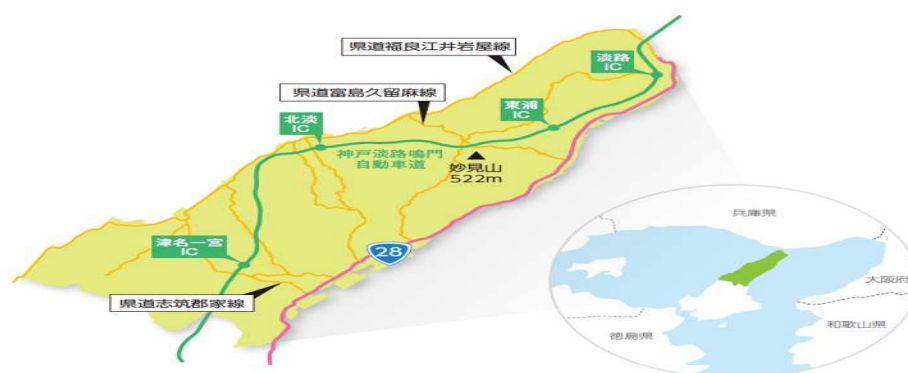 県道福良江井岩屋線
淡路
IC
県道富島久留麻線
東浦
IC
北淡
IC
神戸淡路鳴門
自動車道
妙見山
522m
兵庫県
28
津名一宮
IC
大阪府
県道志筑郡家線
和歌山県
徳島県